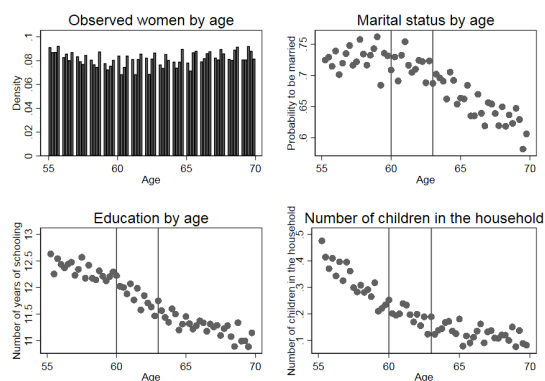 Observed women by age
Density
0 .02 .04 .06 .08 .1
55 60 65 70
Age
Marital status by age
Probability to be married
.6 .65 .7 .75
55 60 65 70
Age
Education by age
Number of years of schooling
11 11.5 12 12.5 13
55 60 65 70
Age
Number of children in the household
Number of children in the household
.1 .2 .3 .4 .5
55 60 65 70
Age